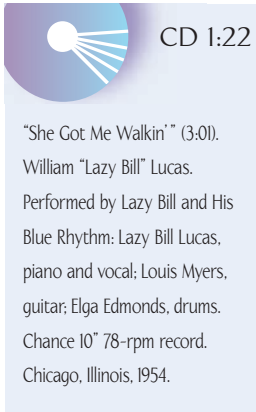 CD 1:22
“She Got Me Walkin’” (3:01).
William “Lazy Bill” Lucas.
Performed by Lazy Bill and His
Blue Rhythm: Lazy Bill Lucas,
piano and vocal; Louis Myers,
guitar; Elga Edmonds, drums.
Chance 10" 78-rpm record.
Chicago, Illinois, 1954.